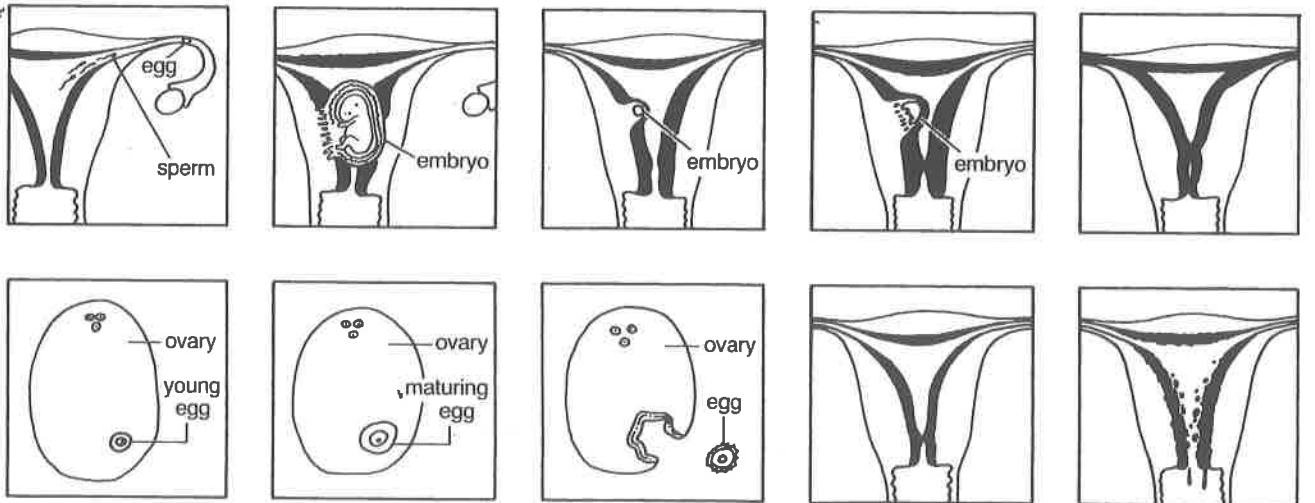 egg
sperm
embryo
embryo
embryo
ovary
young
egg
ovary
maturing
egg
ovary
egg